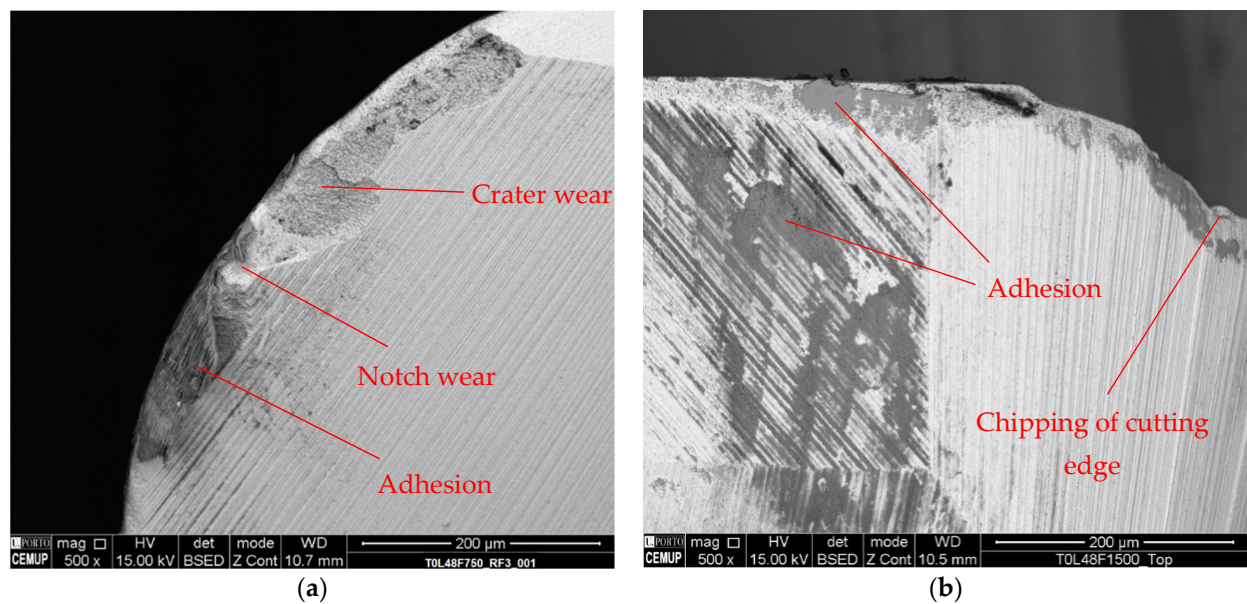 Crater wear
Notch wear
Adhesion
U.PORTO
CEMUP
mag HV det mode WD
500 x 15.00 kV BSED Z Cont 10.7 mm
200 µm
T0L48F750_RF3_001
(a)
Adhesion
Chipping of cutting
edge
U.PORTO
CEMUP
mag HV det mode WD
500 x 15.00 kV BSED Z Cont 10.5 mm
200 µm
T0L48F1500_Top
(b)